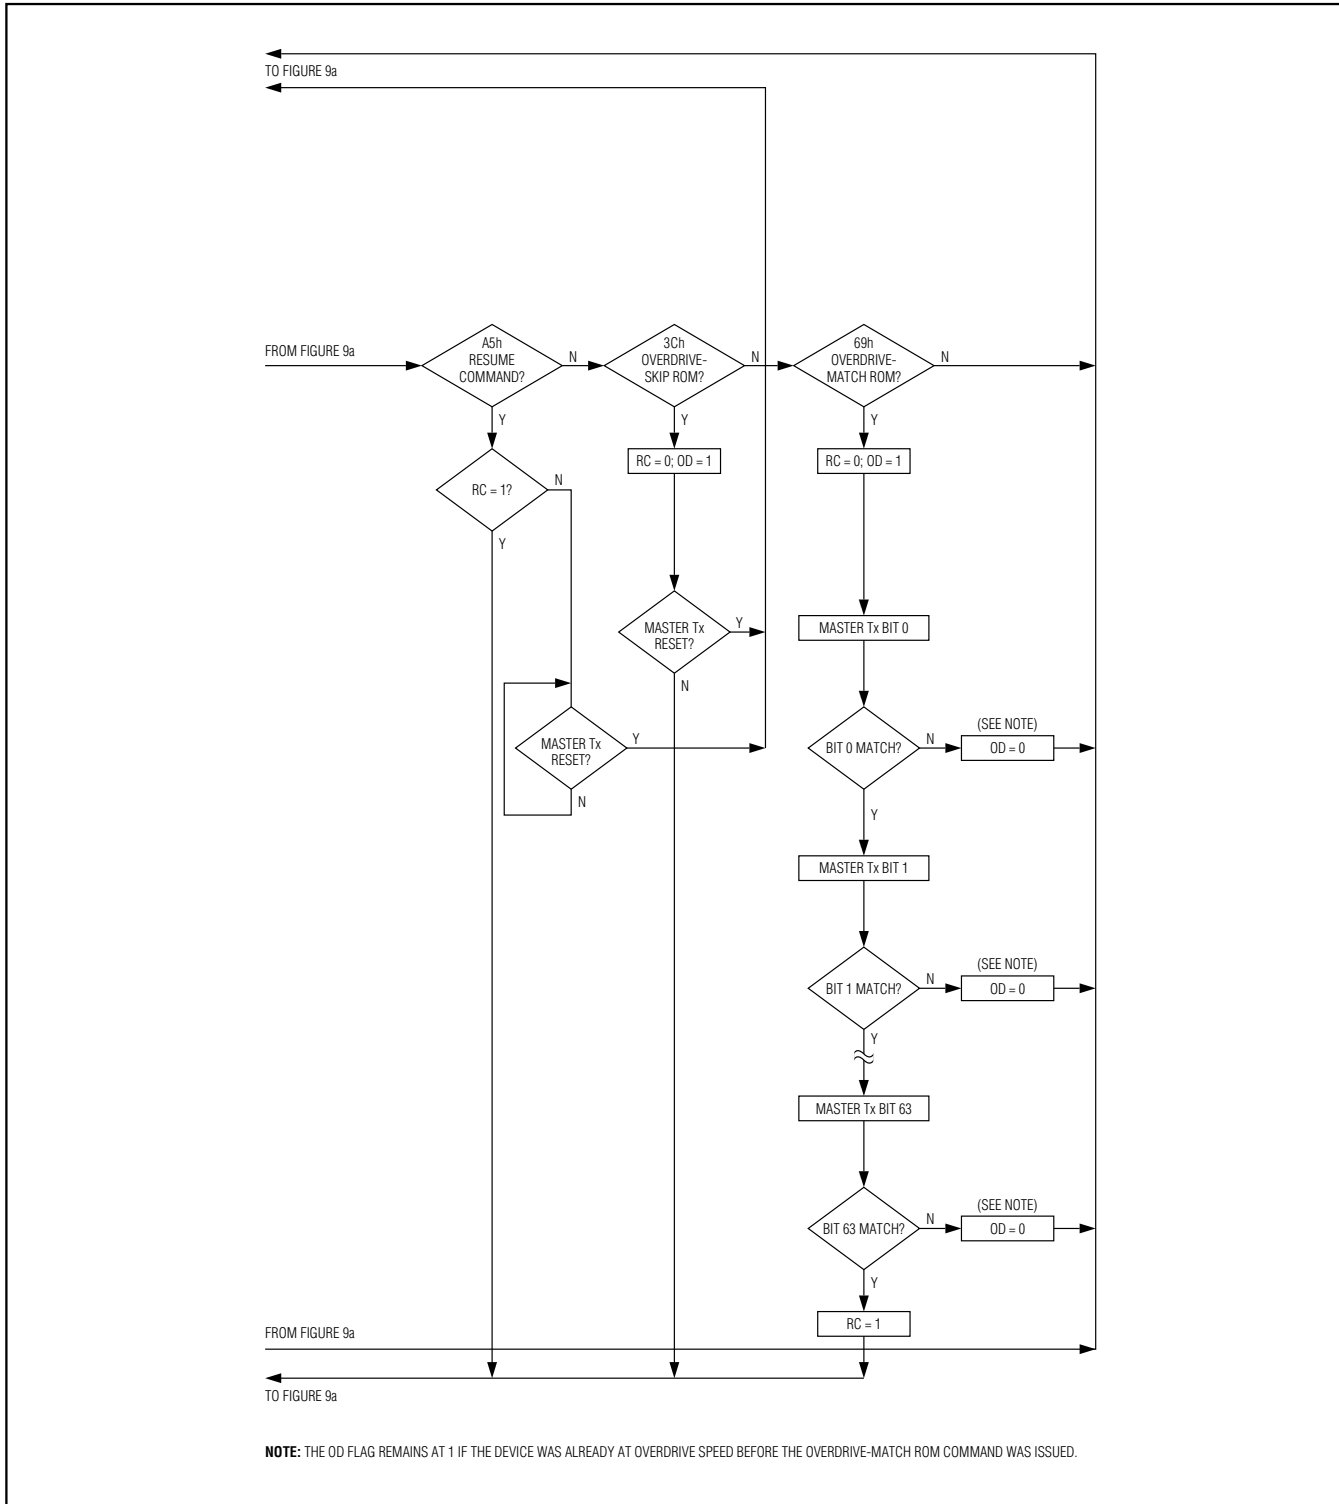 TO FIGURE 9a
FROM FIGURE 9a
A5h
RESUME
COMMAND?
N
Y
3Ch
OVERDRIVE-
SKIP ROM?
N
Y
69h
OVERDRIVE-
MATCH ROM?
N
Y
RC = 1?
N
Y
RC = 0; OD = 1
RC = 0; OD = 1
MASTER Tx
RESET?
Y
N
MASTER Tx BIT 0
MASTER Tx
RESET?
Y
N
BIT 0 MATCH?
N
Y
(SEE NOTE)
OD = 0
MASTER Tx BIT 1
BIT 1 MATCH?
N
Y
(SEE NOTE)
OD = 0
MASTER Tx BIT 63
BIT 63 MATCH?
N
Y
(SEE NOTE)
OD = 0
RC = 1
FROM FIGURE 9a
TO FIGURE 9a
NOTE: THE OD FLAG REMAINS AT 1 IF THE DEVICE WAS ALREADY AT OVERDRIVE SPEED BEFORE THE OVERDRIVE-MATCH ROM COMMAND WAS ISSUED.